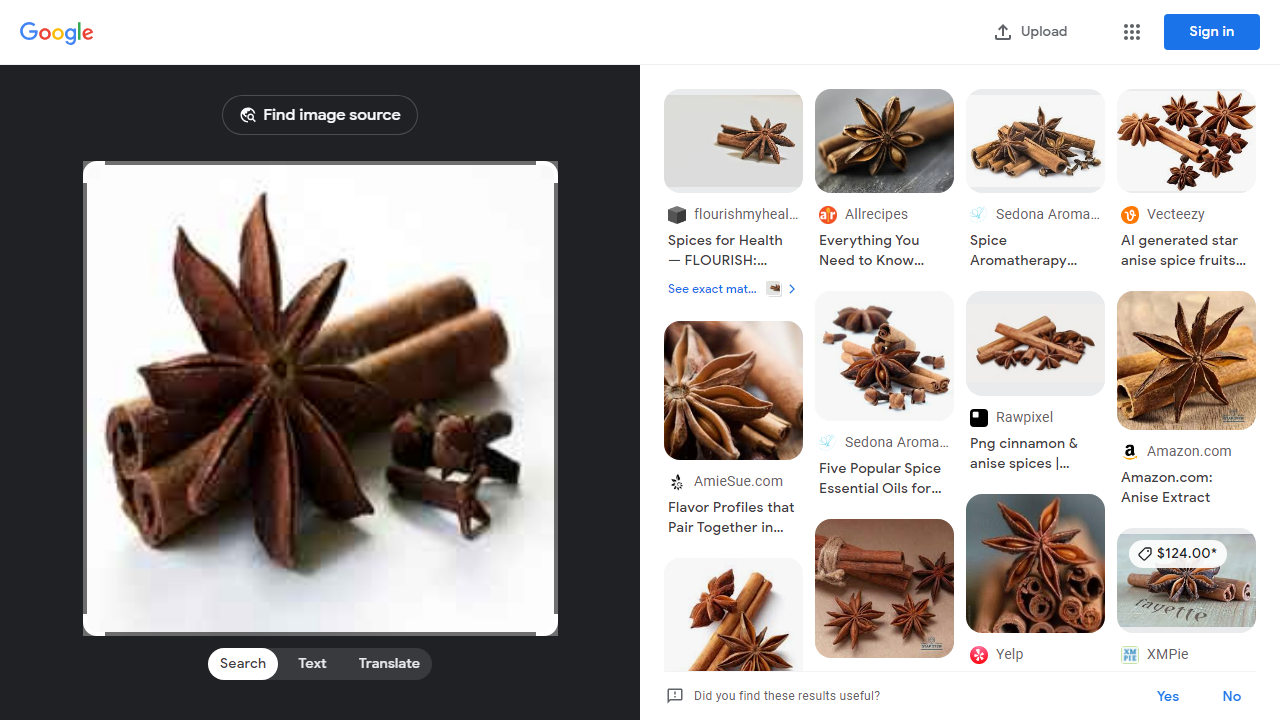 Google
Upload
Sign in
Find image source
Search
Text
Translate
flourishmyheal...
Spices for Health
— FLOURISH:...
See exact mat...
AmieSue.com
Flavor Profiles that
Pair Together in...
Allrecipes
Everything You
Need to Know...
Sedona Aroma...
Five Popular Spice
Essential Oils for...
Sedona Aroma...
Spice
Aromatherapy...
Rawpixel
Png cinnamon &
anise spices |...
Yelp
Vecteezy
AI generated star
anise spice fruits...
Amazon.com
Amazon.com:
Anise Extract
$124.00*
fayette
XMPie
Did you find these results useful?
Yes
No